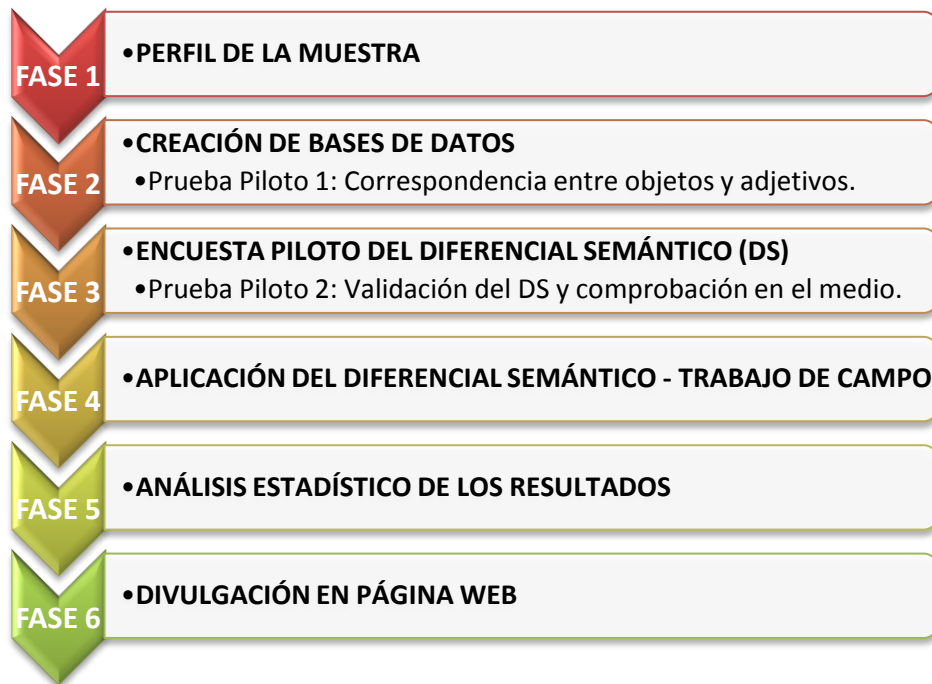 FASE 1
•PERFIL DE LA MUESTRA
FASE 2
•CREACIÓN DE BASES DE DATOS
•Prueba Piloto 1: Correspondencia entre objetos y adjetivos.
FASE 3
•ENCUESTA PILOTO DEL DIFERENCIAL SEMÁNTICO (DS)
•Prueba Piloto 2: Validación del DS y comprobación en el medio.
FASE 4
•APLICACIÓN DEL DIFERENCIAL SEMÁNTICO - TRABAJO DE CAMPO
FASE 5
•ANÁLISIS ESTADÍSTICO DE LOS RESULTADOS
FASE 6
•DIVULGACIÓN EN PÁGINA WEB